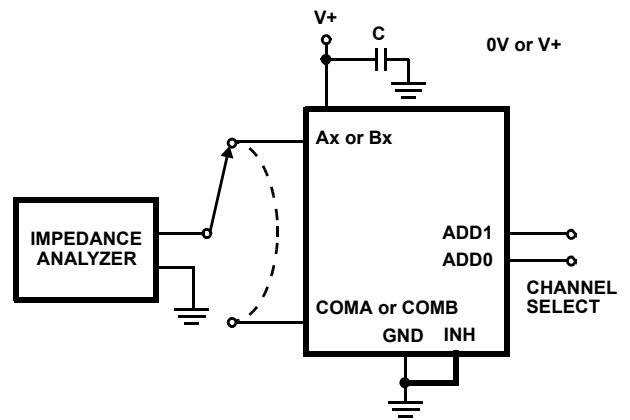 V+
C
0V or V+
Ax or Bx
IMPEDANCE
ANALYZER
ADD1
ADD0
CHANNEL
SELECT
COMA or COMB
GND INH